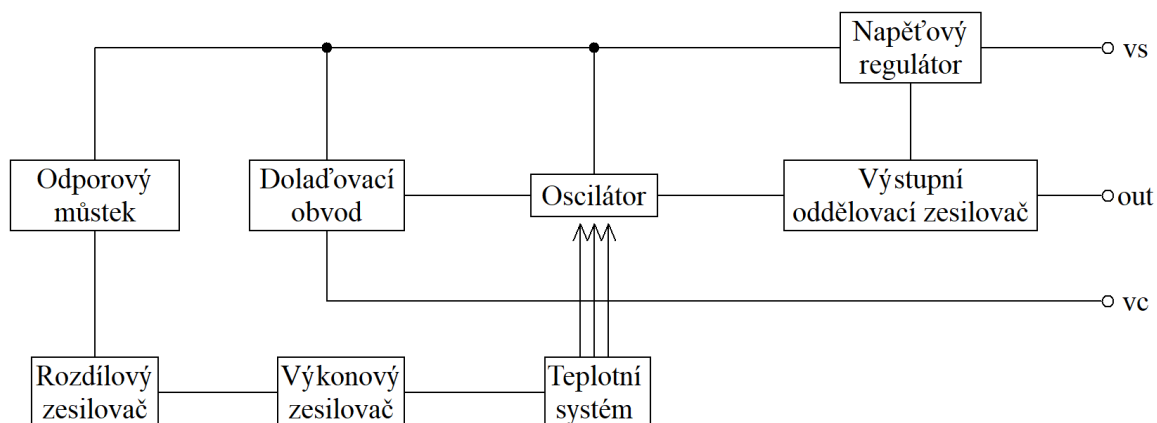 Napěťový
regulátor
vs
Odporový
můstek
Dolaďovací
obvod
Oscilátor
Výstupní
oddělovací zesilovač
out
vc
Rozdílový
zesilovač
Výkonový
zesilovač
Teplotní
systém